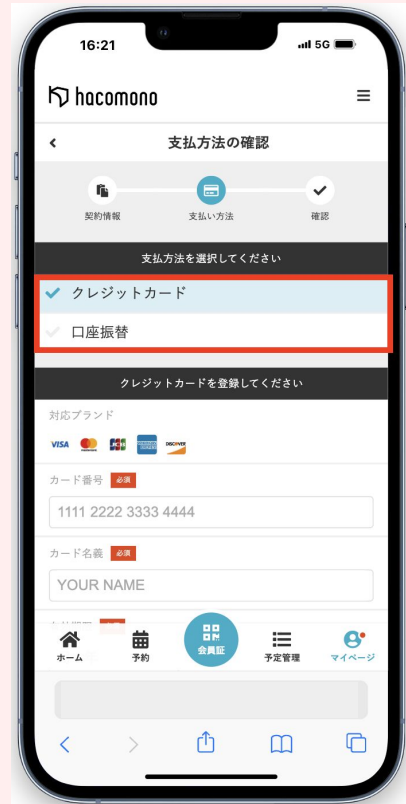 16:21
5G
hacomono
支払方法の確認
契約情報
支払い方法
確認
支払方法を選択してください
クレジットカード
口座振替
クレジットカードを登録してください
対応ブランド
VISA JCB AMERICAN EXPRESS DISCOVER
カード番号 必須
1111 2222 3333 4444
カード名義 必須
YOUR NAME
ホーム
予約
会員証
予定管理
マイページ